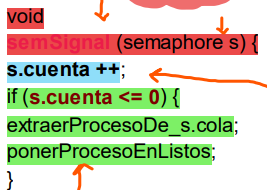 void
semSignal (semaphore s) {
s.cuenta ++;
if (s.cuenta <= 0) {
extraerProcesoDe_s.cola;
ponerProcesoEnListos;
}